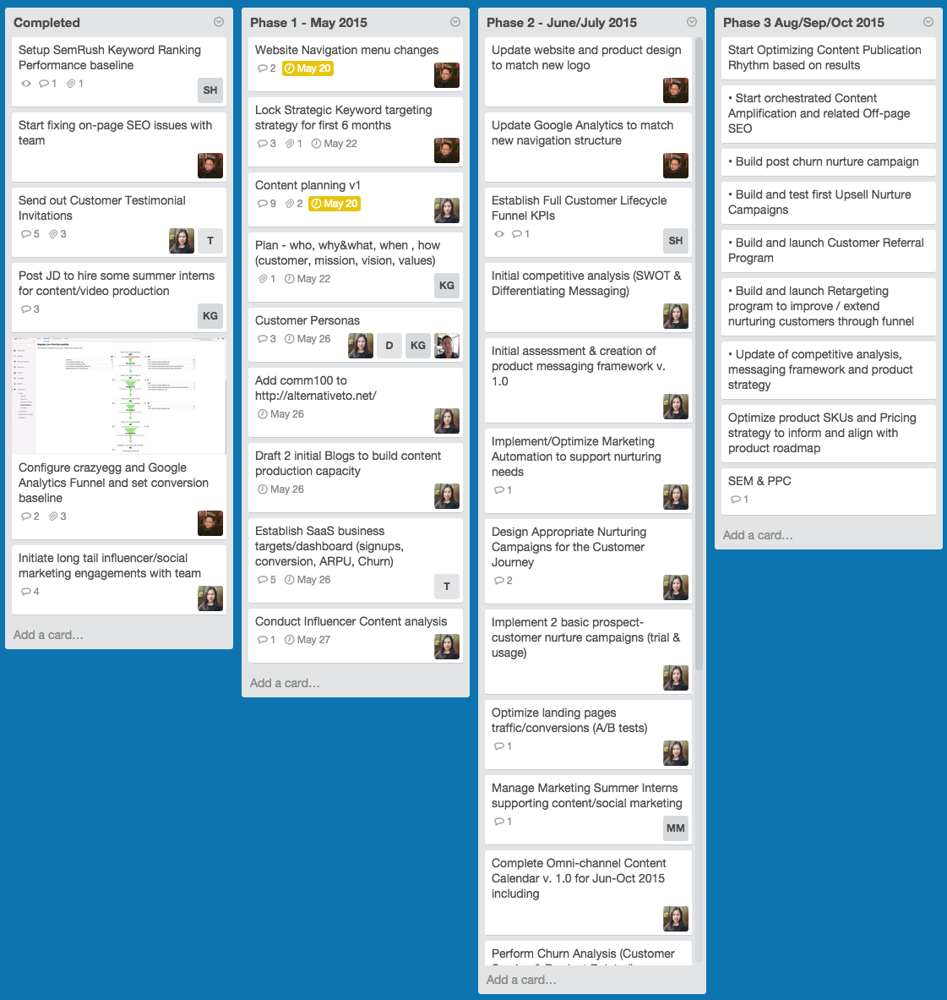 Completed
Setup SemRush Keyword Ranking
Performance baseline
1 1
SH
Start fixing on-page SEO issues with
team
Send out Customer Testimonial
Invitations
5 3
T
Post JD to hire some summer interns
for content/video production
3
KG
Configure crazyegg and Google
Analytics Funnel and set conversion
baseline
2 3
Initiate long tail influencer/social
marketing engagements with team
4
Add a card…
Phase 1 - May 2015
Website Navigation menu changes
2 May 20
Lock Strategic Keyword targeting
strategy for first 6 months
3 1 May 22
Content planning v1
9 2 May 20
Plan - who, why&what, when , how
(customer, mission, vision, values)
1 May 22
KG
Customer Personas
3 May 26
D KG
Add comm100 to
http://alternativeto.net/
May 26
Draft 2 initial Blogs to build content
production capacity
May 26
Establish SaaS business
targets/dashboard (signups,
conversion, ARPU, Churn)
5 May 26
T
Conduct Influencer Content analysis
1 May 27
Add a card…
Phase 2 - June/July 2015
Update website and product design
to match new logo
Update Google Analytics to match
new navigation structure
Establish Full Customer Lifecycle
Funnel KPIs
1
SH
Initial competitive analysis (SWOT &
Differentiating Messaging)
Initial assessment & creation of
product messaging framework v.
1.0
Implement/Optimize Marketing
Automation to support nurturing
needs
1
Design Appropriate Nurturing
Campaigns for the Customer
Journey
2
Implement 2 basic prospect-
customer nurture campaigns (trial &
usage)
Optimize landing pages
traffic/conversions (A/B tests)
1
Manage Marketing Summer Interns
supporting content/social marketing
1
MM
Complete Omni-channel Content
Calendar v. 1.0 for Jun-Oct 2015
including
Perform Churn Analysis (Customer
Add a card…
Phase 3 Aug/Sep/Oct 2015
Start Optimizing Content Publication
Rhythm based on results
• Start orchestrated Content
Amplification and related Off-page
SEO
• Build post churn nurture campaign
• Build and test first Upsell Nurture
Campaigns
• Build and launch Customer Referral
Program
• Build and launch Retargeting
program to improve / extend
nurturing customers through funnel
• Update of competitive analysis,
messaging framework and product
strategy
Optimize product SKUs and Pricing
strategy to inform and align with
product roadmap
SEM & PPC
1
Add a card…